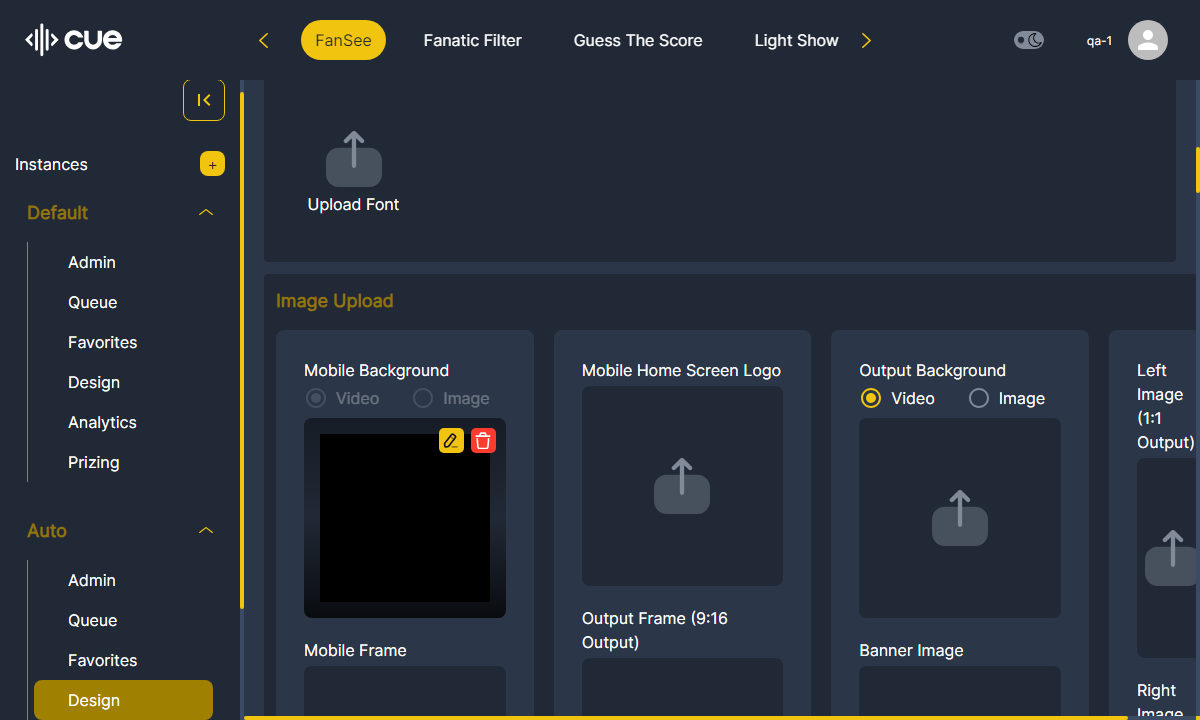 cue
FanSee
Fanatic Filter
Guess The Score
Light Show
qa-1
Instances
+
Default
Admin
Queue
Favorites
Design
Analytics
Prizing
Auto
Admin
Queue
Favorites
Design
Upload Font
Image Upload
Mobile Background
Video
Image
Mobile Frame
Mobile Home Screen Logo
Output Frame (9:16
Output)
Output Background
Video
Image
Banner Image
Left
Image
(1:1
Output)
Right
Image